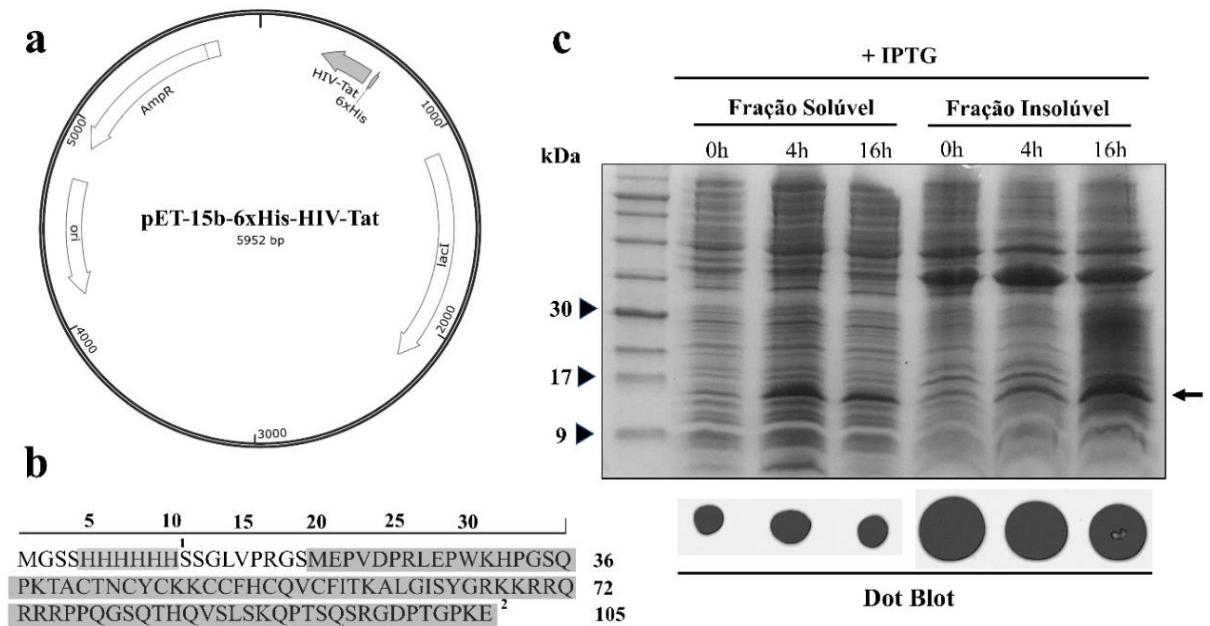 a
AmpR
HIV-Tat
6xHis
1000
5000
lacI
ori
pET-15b-6xHis-HIV-Tat
5952 bp
2000
4000
3000
b
5 10 15 20 25 30
1
MGSSHHHHHHSSGLVPRGSMEPVDPRLEPWKHPGSQ 36
PKTACTNCYCKKCCFHCQVCFITKALGISYGRKKRRQ 72
RRRPPQGSQTHQVSLSKQPTSQSRGDPTGPKE 2 105
c
+ IPTG
Fração Solúvel Fração Insolúvel
kDa 0h 4h 16h 0h 4h 16h
30
17
9
Dot Blot